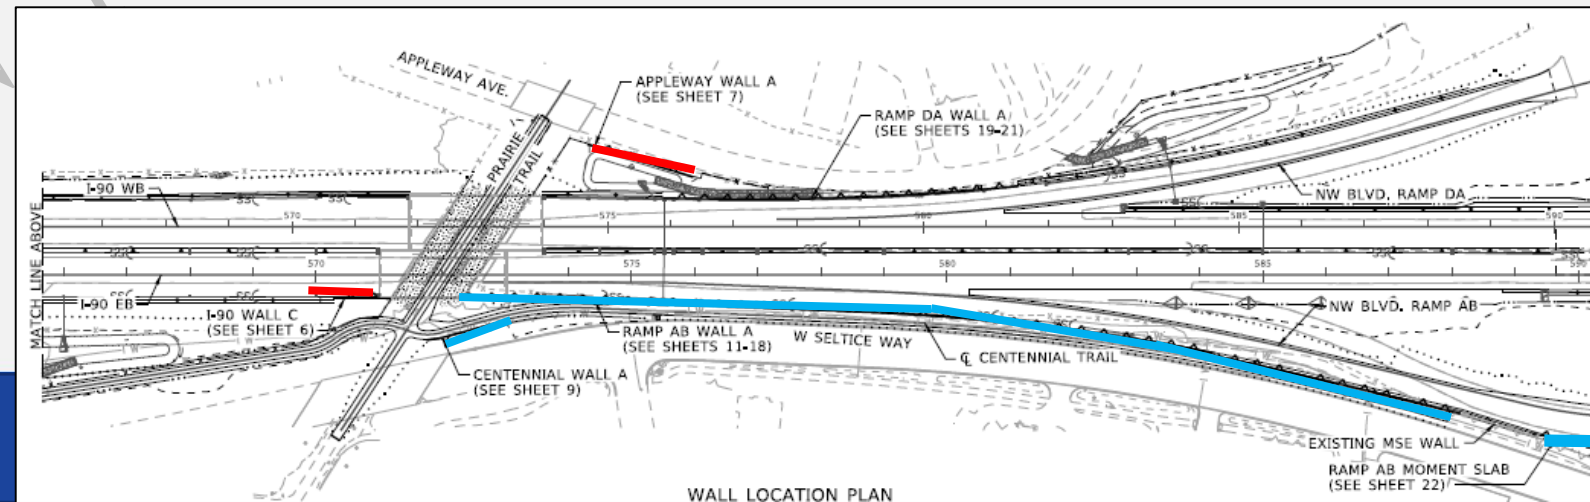 APPLEWAY AVE.
APPLEWAY WALL A
(SEE SHEET 7)
RAMP DA WALL A
(SEE SHEETS 19-21)
PRAIRIE
TRAIL
I-90 WB
NW BLVD. RAMP DA
570
575
580
585
590
MATCH LINE ABOVE
570
575
580
585
590
I-90 EB
I-90 WALL C
(SEE SHEET 6)
RAMP AB WALL A
(SEE SHEETS 11-18)
W SELTICE WAY
NW BLVD. RAMP AB
℄ CENTENNIAL TRAIL
CENTENNIAL WALL A
(SEE SHEET 9)
EXISTING MSE WALL
RAMP AB MOMENT SLAB
(SEE SHEET 22)
WALL LOCATION PLAN